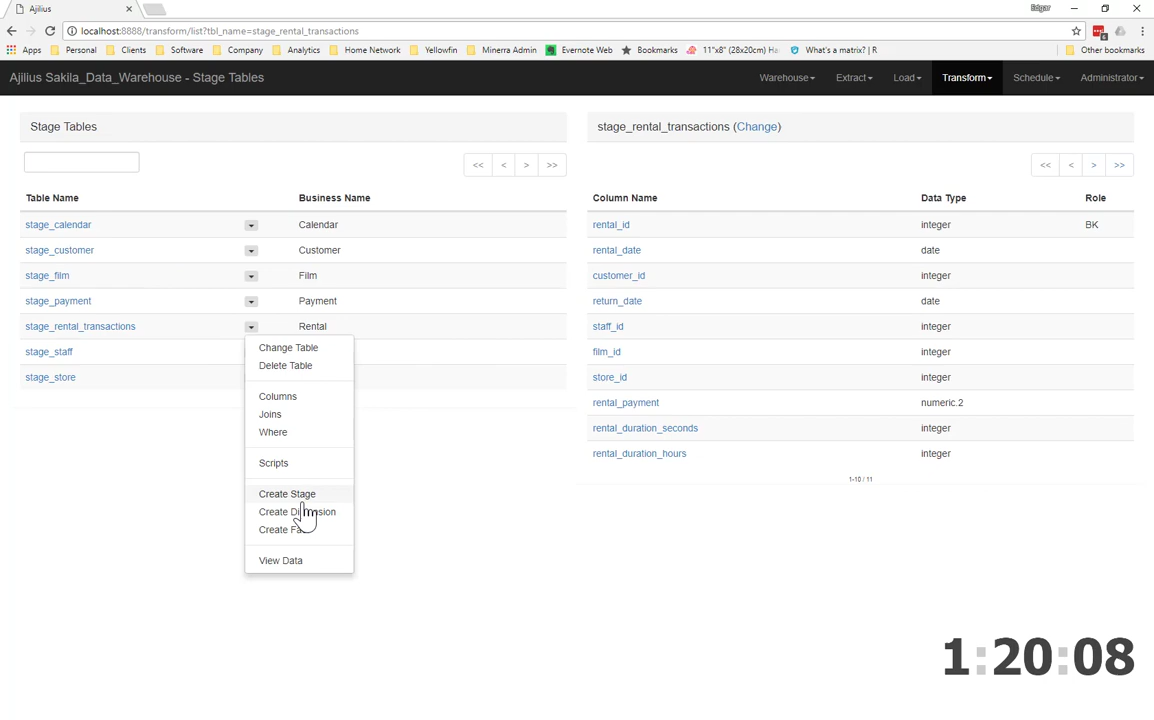 Ajilius
Edgar
localhost:8888/transform/list?tbl_name=stage_rental_transactions
Apps Personal Clients Software Company Analytics Home Network Yellowfin Minerra Admin Evernote Web Bookmarks 11"x8" (28x20cm) Ha What's a matrix? | R Other bookmarks
Ajilius Sakila_Data_Warehouse - Stage Tables Warehouse Extract Load Transform Schedule Administrator
Stage Tables
stage_rental_transactions (Change)
<< < > >>
<< < > >>
Table Name Business Name
Column Name Data Type Role
stage_calendar Calendar
rental_id integer BK
stage_customer Customer
rental_date date
stage_film Film
customer_id integer
stage_payment Payment
return_date date
stage_rental_transactions Rental
staff_id integer
stage_staff
film_id integer
stage_store
store_id integer
rental_payment numeric.2
rental_duration_seconds integer
rental_duration_hours integer
1-10 / 11
Change Table
Delete Table
Columns
Joins
Where
Scripts
Create Stage
Create Dimension
Create
View Data
1:20:08